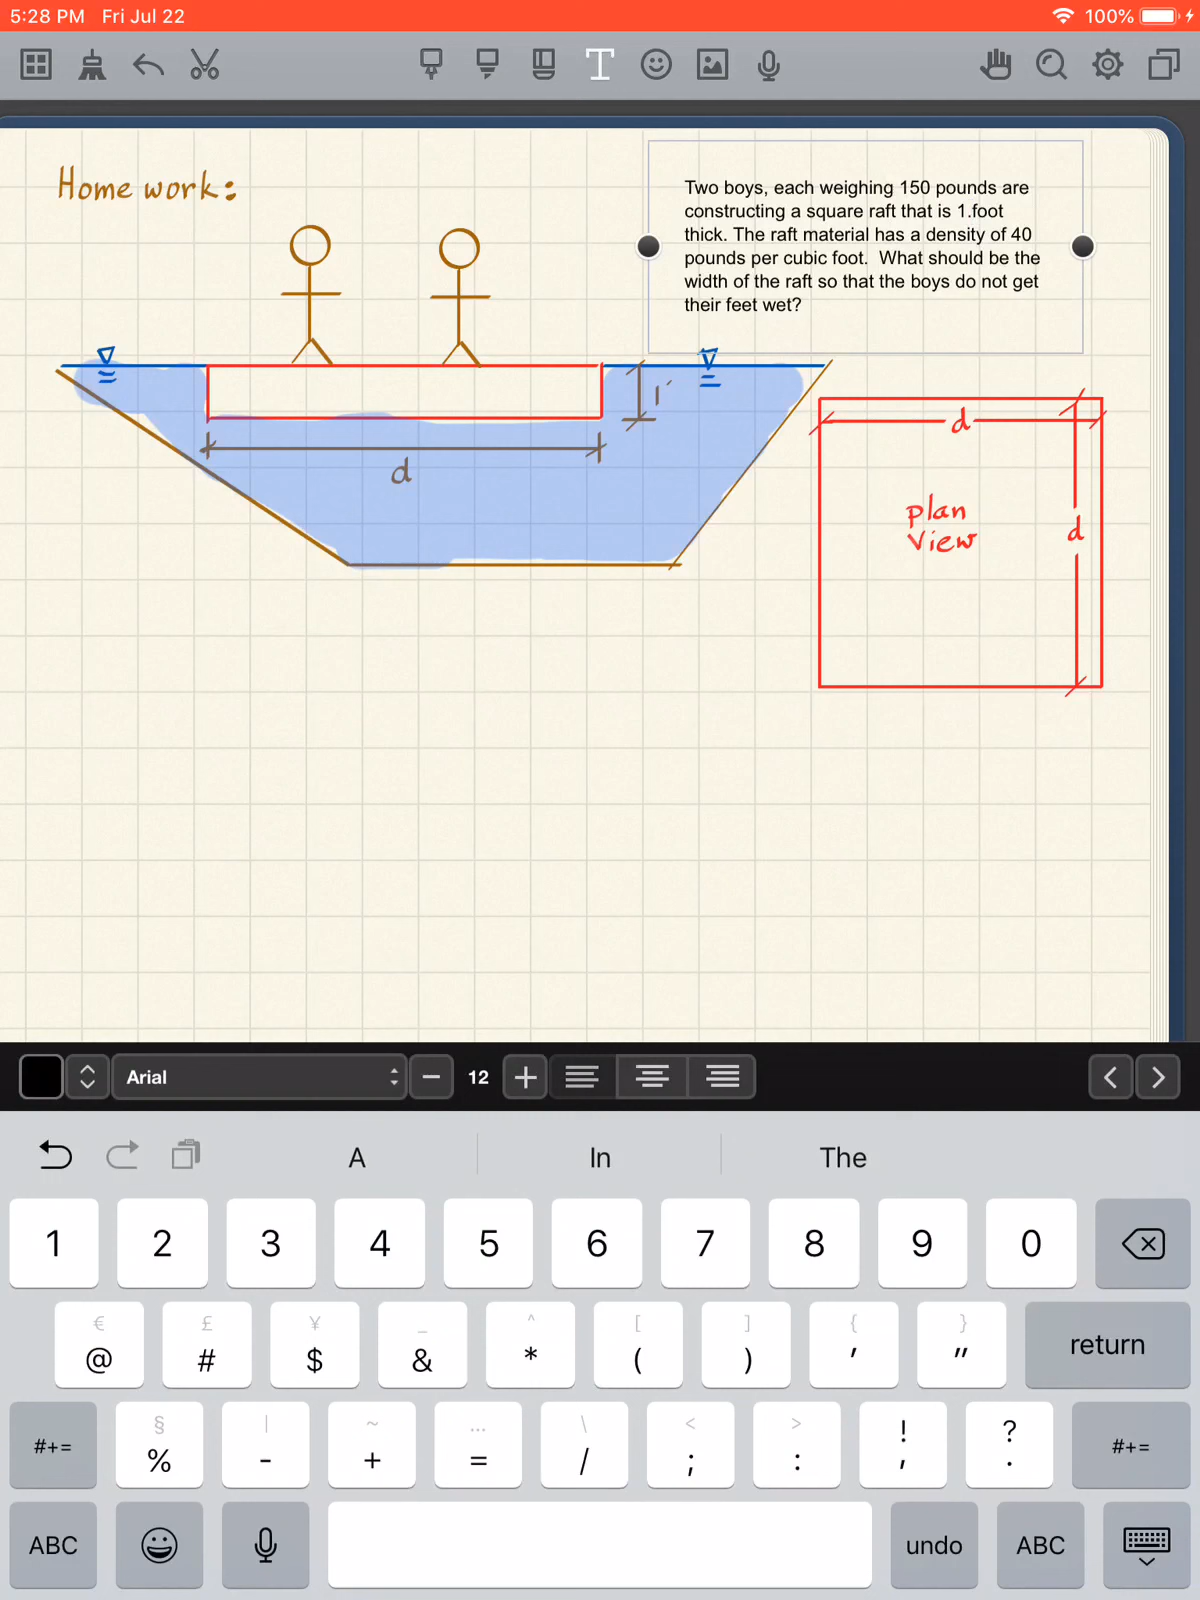 5:28 PM Fri Jul 22 100%
Home work:
Two boys, each weighing 150 pounds are
constructing a square raft that is 1.foot
thick. The raft material has a density of 40
pounds per cubic foot.  What should be the
width of the raft so that the boys do not get
their feet wet?
1'
d
d
plan
view
d
Arial 12
A In The
1 2 3 4 5 6 7 8 9 0
€ £ ¥ _ ^ [ ] { }
@ # $ & * ( ) ' " return
§ | ~ … \ < > ! ?
#+= % - + = / ; : , . #+=
ABC undo ABC